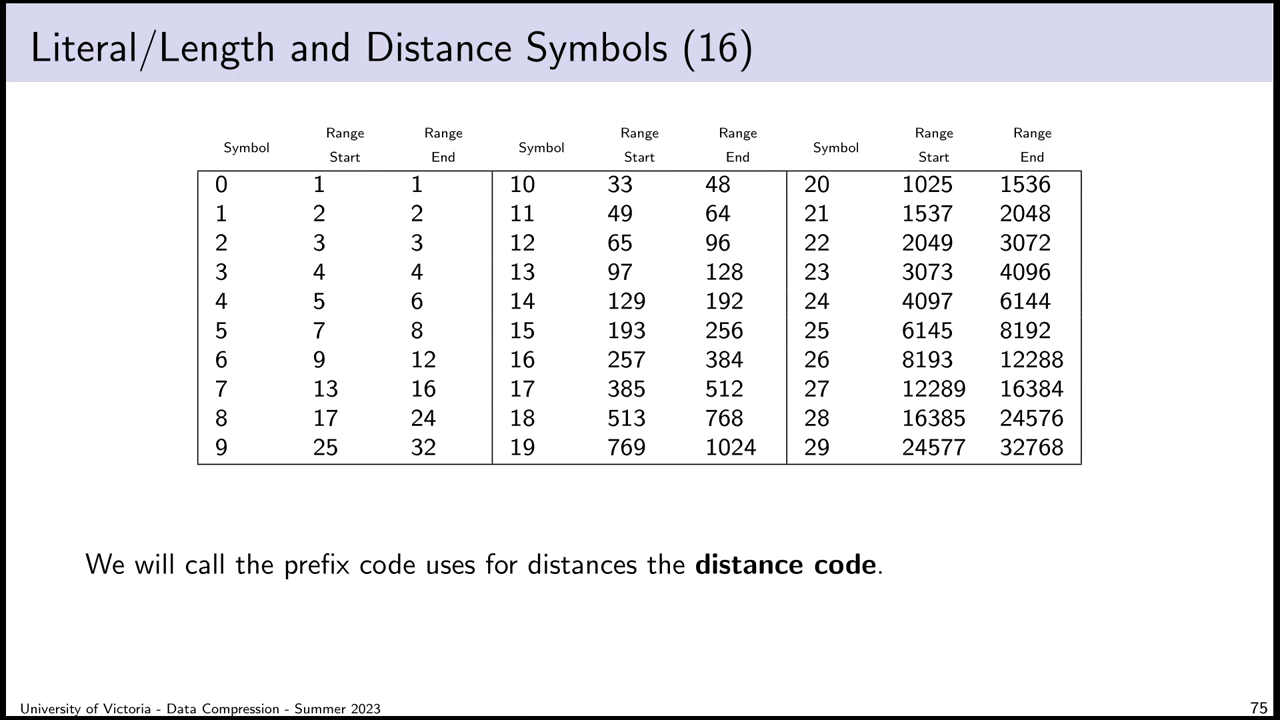 Literal/Length and Distance Symbols (16)
Symbol Range Start Range End Symbol Range Start Range End Symbol Range Start Range End
0 1 1 10 33 48 20 1025 1536
1 2 2 11 49 64 21 1537 2048
2 3 3 12 65 96 22 2049 3072
3 4 4 13 97 128 23 3073 4096
4 5 6 14 129 192 24 4097 6144
5 7 8 15 193 256 25 6145 8192
6 9 12 16 257 384 26 8193 12288
7 13 16 17 385 512 27 12289 16384
8 17 24 18 513 768 28 16385 24576
9 25 32 19 769 1024 29 24577 32768
We will call the prefix code uses for distances the distance code.
University of Victoria - Data Compression - Summer 2023
75